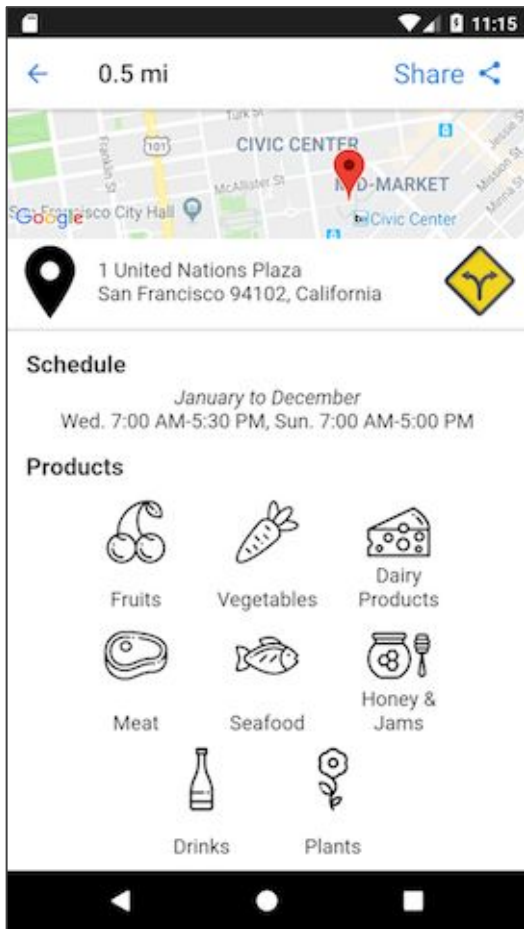 11:15
0.5 mi
Share
Turk St
101
Franklin St
CIVIC CENTER
Jessie St
McAllister St
MID-MARKET
Mission St
Minna St
San Francisco City Hall
Google
Civic Center
1 United Nations Plaza
San Francisco 94102, California
Schedule
January to December
Wed. 7:00 AM-5:30 PM, Sun. 7:00 AM-5:00 PM
Products
Fruits
Vegetables
Dairy
Products
Meat
Seafood
Honey &
Jams
Drinks
Plants